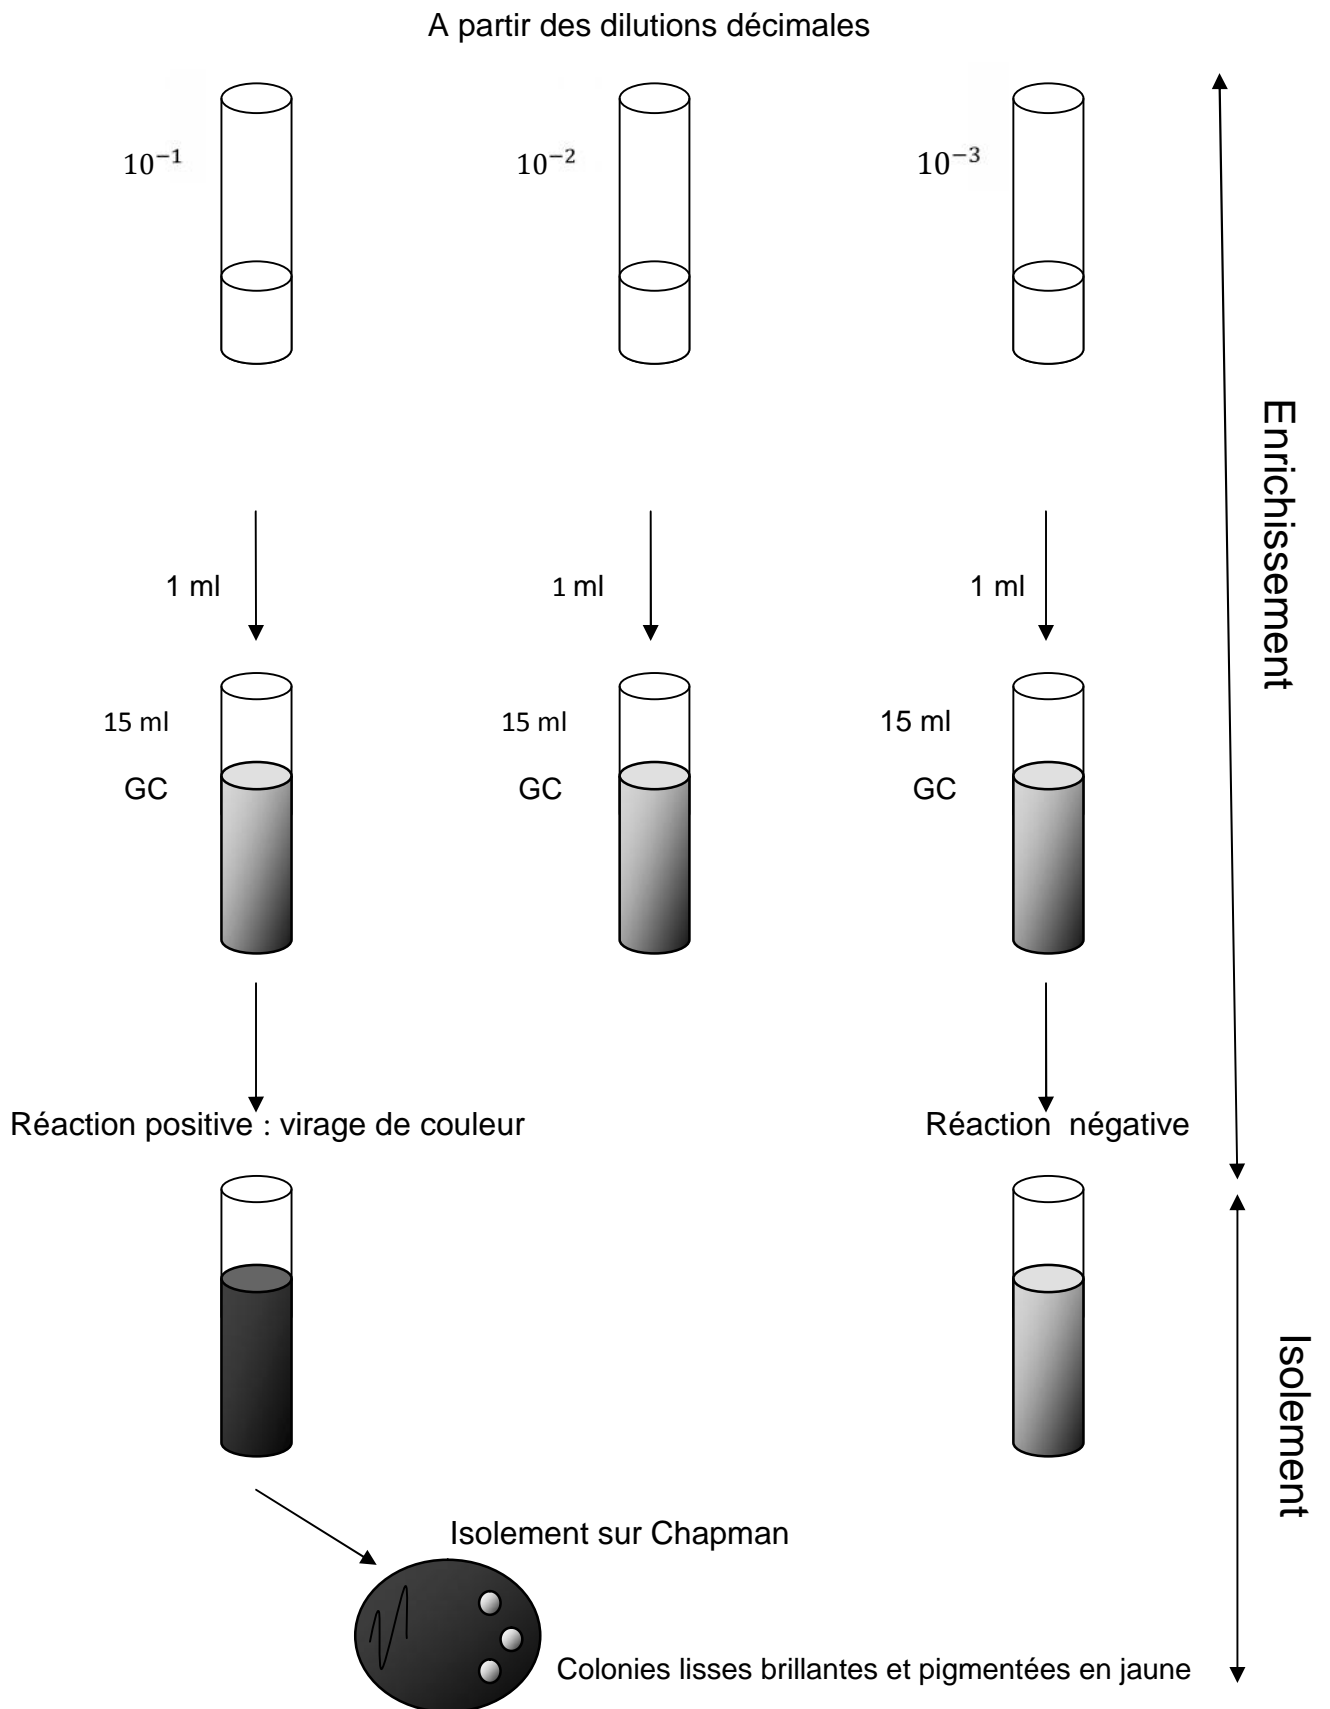 A partir des dilutions décimales
10⁻¹
10⁻²
10⁻³
Enrichissement
1 ml
1 ml
1 ml
15 ml
15 ml
15 ml
GC
GC
GC
Réaction positive : virage de couleur
Réaction négative
Isolement
Isolement sur Chapman
Colonies lisses brillantes et pigmentées en jaune